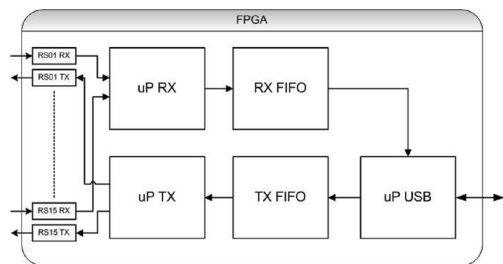 FPGA
RS01 RX
RS01 TX
uP RX
RX FIFO
uP TX
TX FIFO
uP USB
RS15 RX
RS15 TX